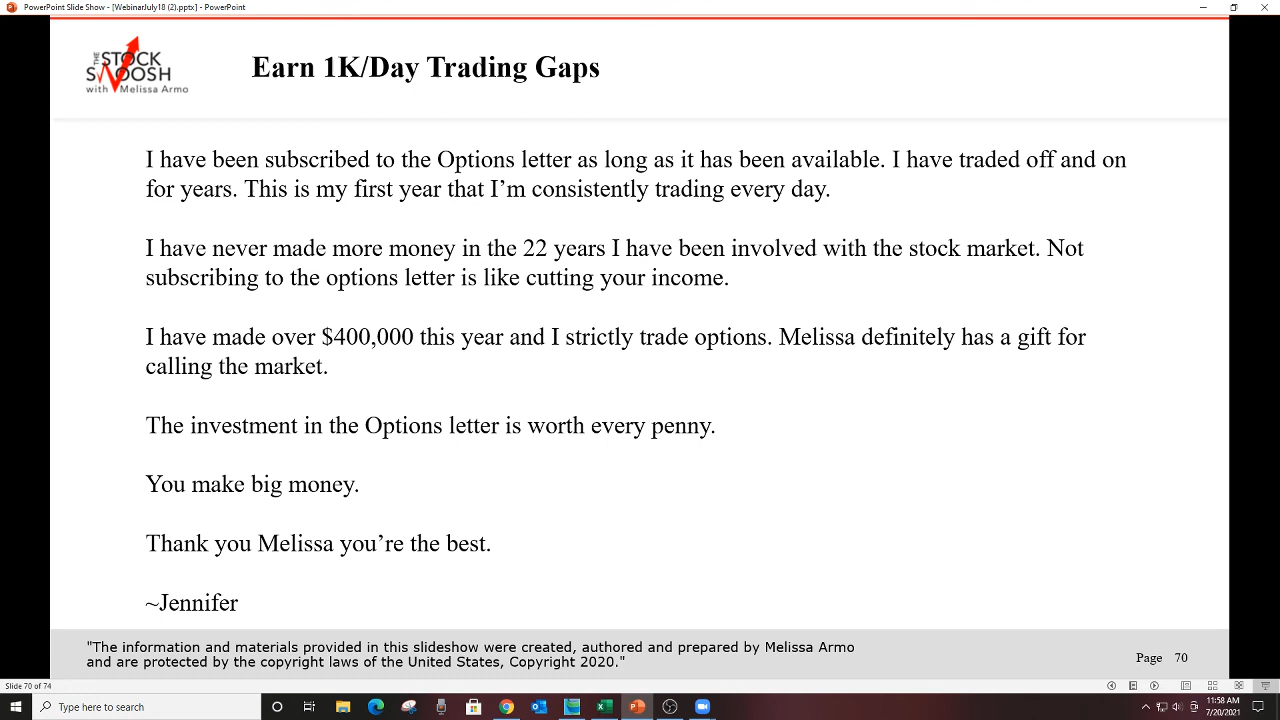 PowerPoint Slide Show - [WebinarJuly18 (2).pptx] - PowerPoint
THE STOCK
SWOOSH
with Melissa Armo
Earn 1K/Day Trading Gaps
I have been subscribed to the Options letter as long as it has been available. I have traded off and on
for years. This is my first year that I’m consistently trading every day.
I have never made more money in the 22 years I have been involved with the stock market. Not
subscribing to the options letter is like cutting your income.
I have made over $400,000 this year and I strictly trade options. Melissa definitely has a gift for
calling the market.
The investment in the Options letter is worth every penny.
You make big money.
Thank you Melissa you’re the best.
~Jennifer
"The information and materials provided in this slideshow were created, authored and prepared by Melissa Armo
and are protected by the copyright laws of the United States, Copyright 2020."
Page 70
Slide 70 of 74
Type here to search
11:58 AM
7/20/2021